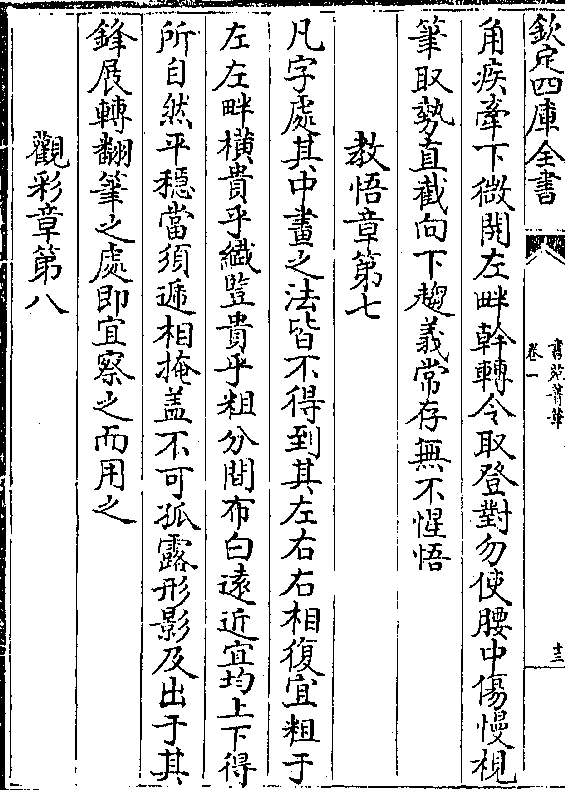 欽定四庫全書
書苑菁華
卷一
十三
角疾牽下微開左畔斡轉令取登對勿使腰中傷慢視
筆取勢直截向下趨義常存無不惺悟
教悟章第七
凡字處其中畫之法皆不得到其左右右相復宜粗于
左左畔橫貴乎纎豎貴乎粗分間布白遠近宜均上下得
所自然平穩當須遞相掩盖不可孤露形影及出于其
鋒展轉翻筆之處即宜察之而用之
觀彩章第八